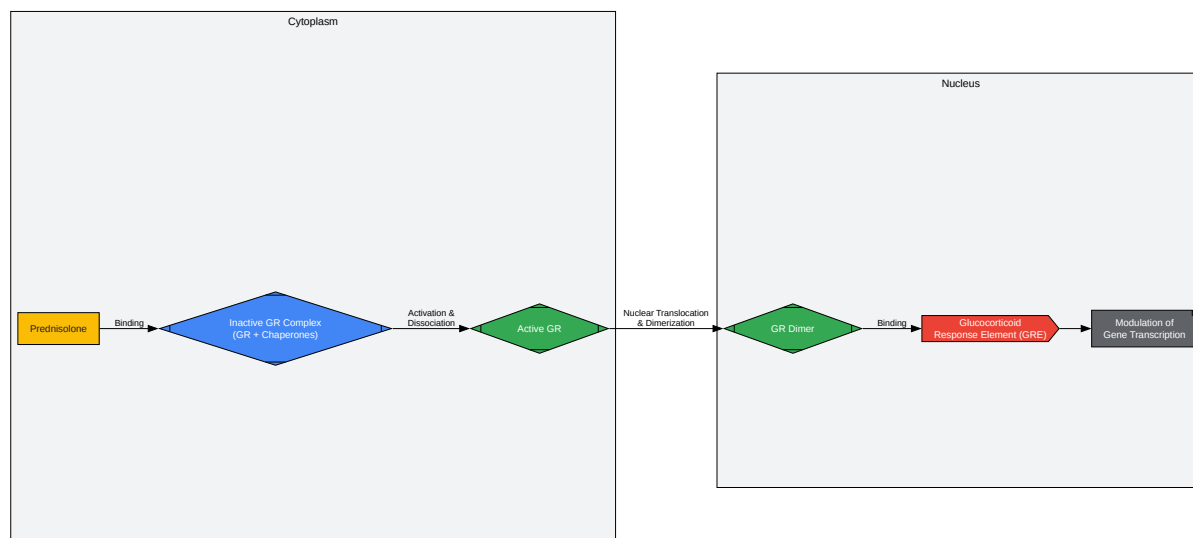 Cytoplasm
Nucleus
Prednisolone
Binding
Inactive GR Complex
(GR + Chaperones)
Activation &
Dissociation
Active GR
Nuclear Translocation
& Dimerization
GR Dimer
Binding
Glucocorticoid
Response Element (GRE)
Modulation of
Gene Transcription